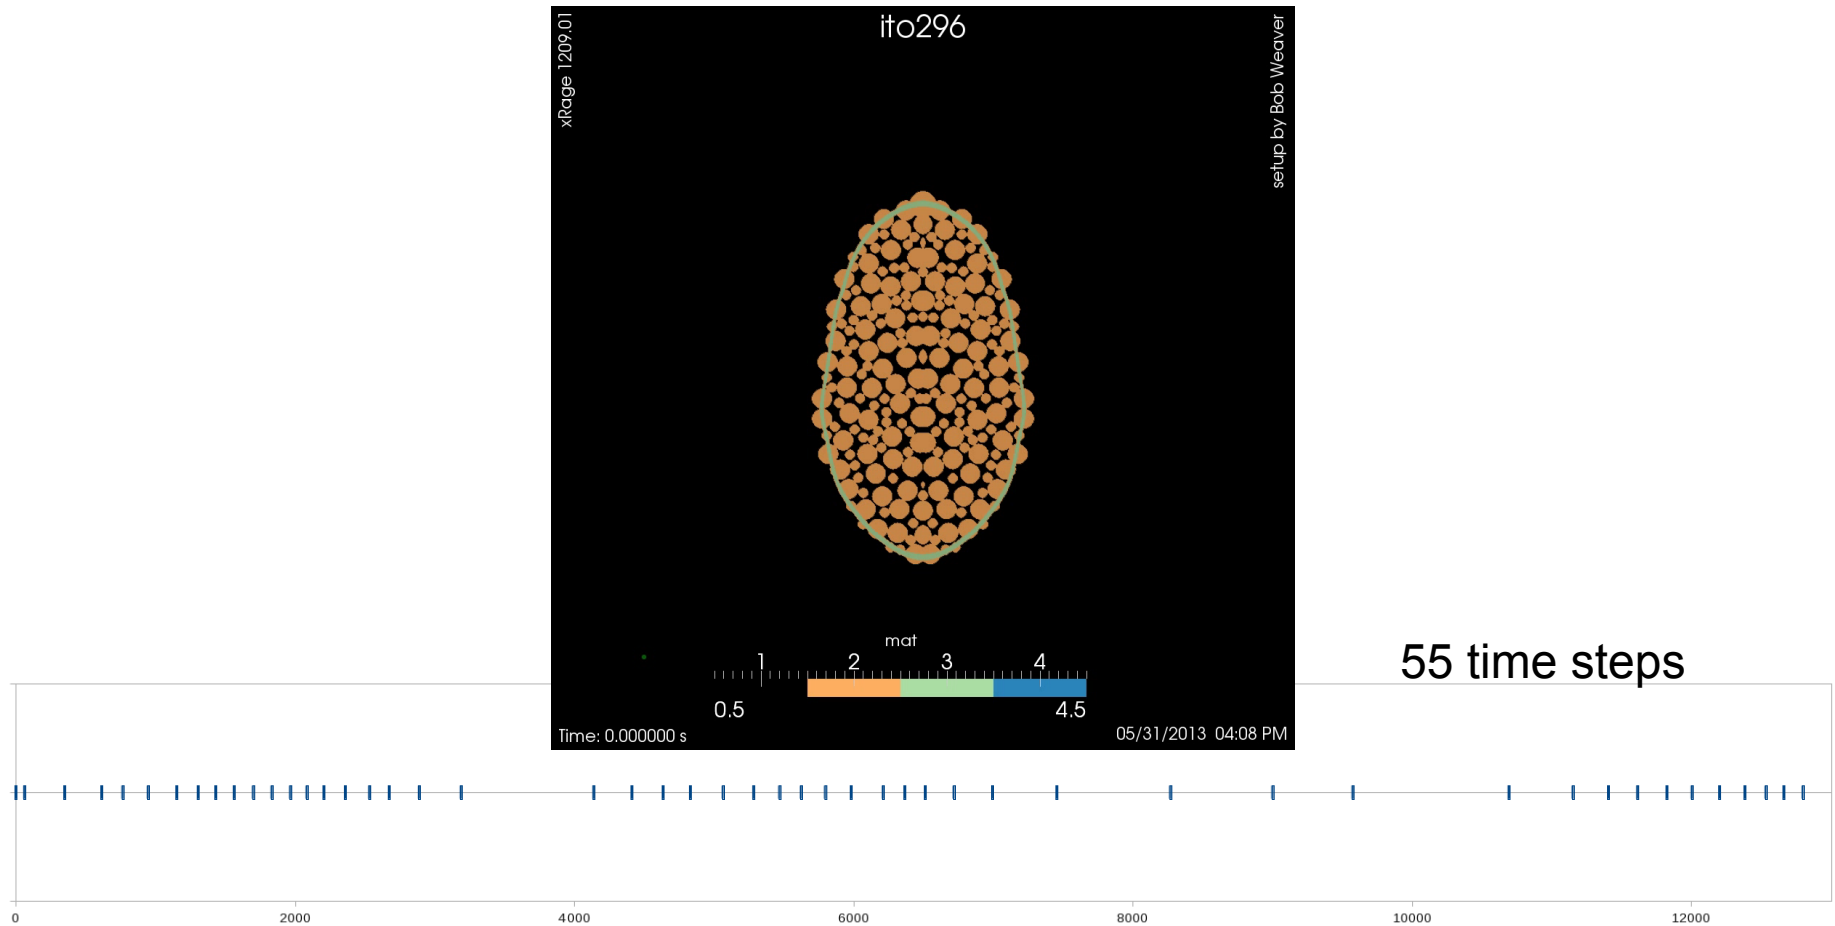 ito296
xRage 1209.01
setup by Bob Weaver
mat
1 2 3 4
0.5 4.5
Time: 0.000000 s
05/31/2013 04:08 PM
55 time steps
0 2000 4000 6000 8000 10000 12000